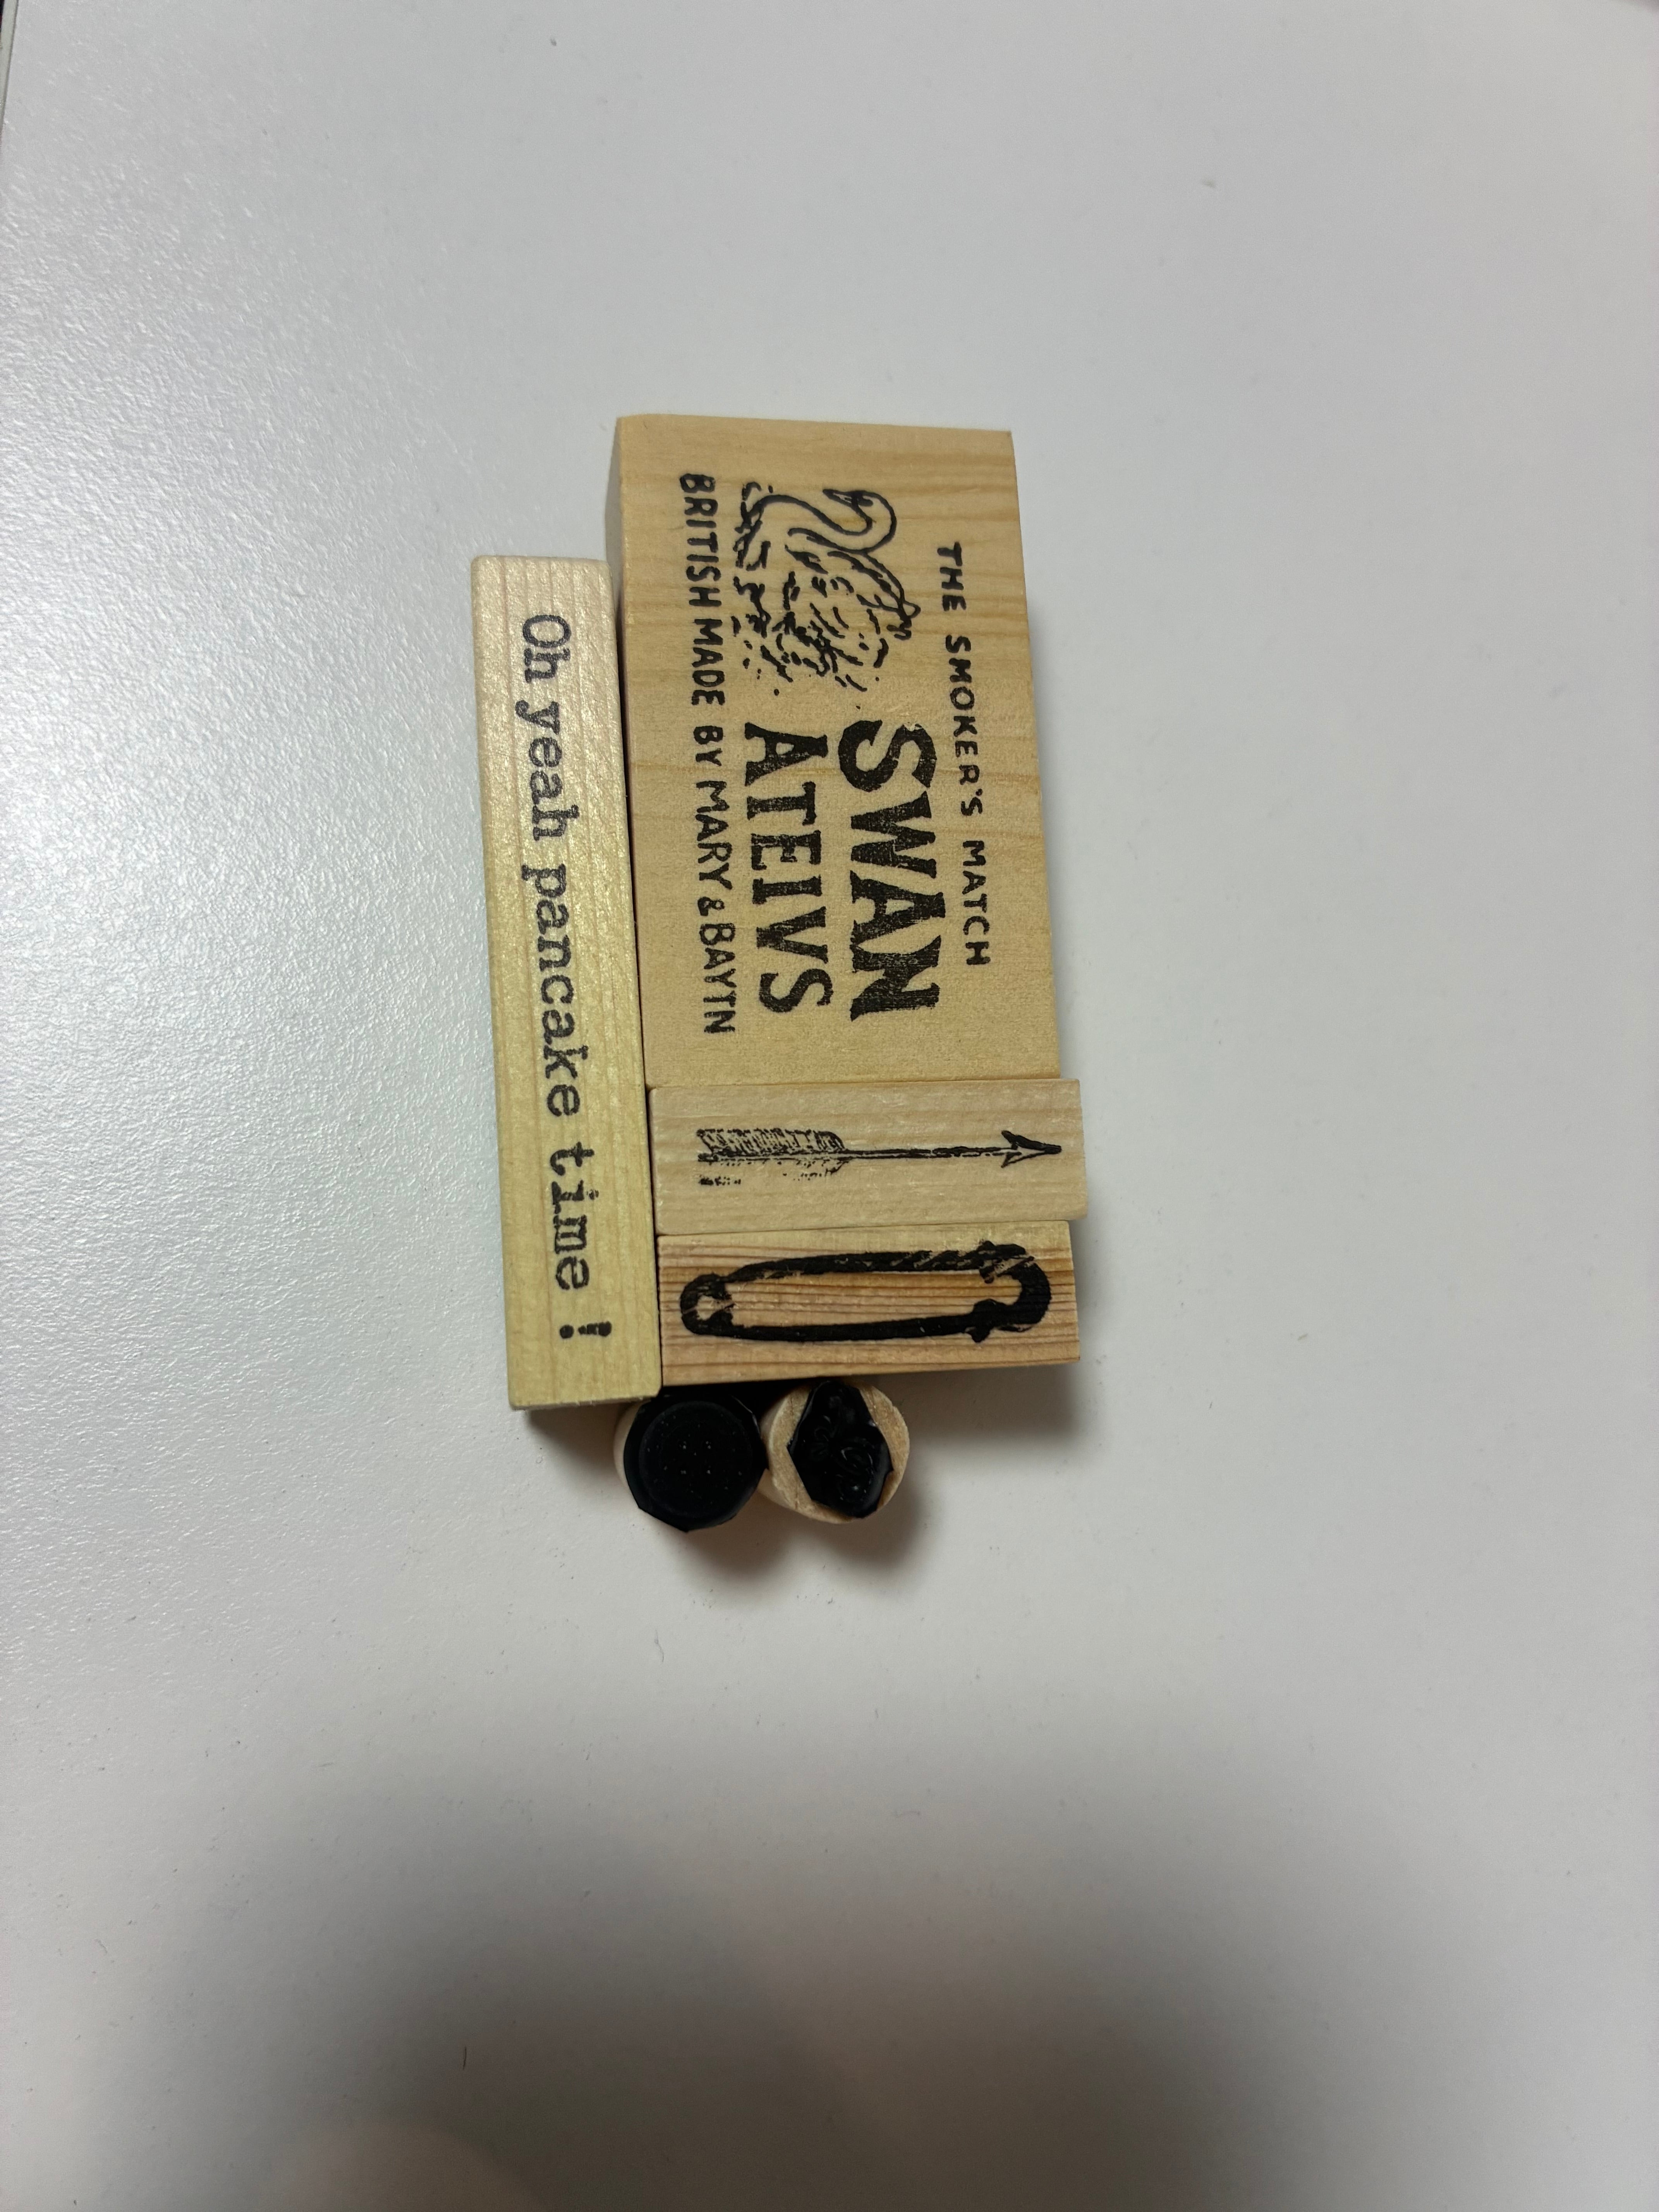 THE SMOKER'S MATCH
SWAN
ATEIVS
BRITISH MADE BY MARY & BAYTN
Oh yeah pancake time !